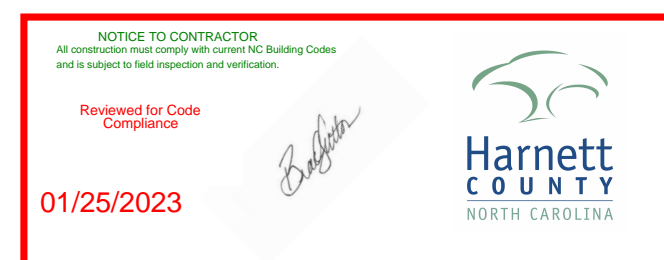 NOTICE TO CONTRACTOR
All construction must comply with current NC Building Codes
and is subject to field inspection and verification.
Reviewed for Code
Compliance
01/25/2023
Harnett
COUNTY
NORTH CAROLINA